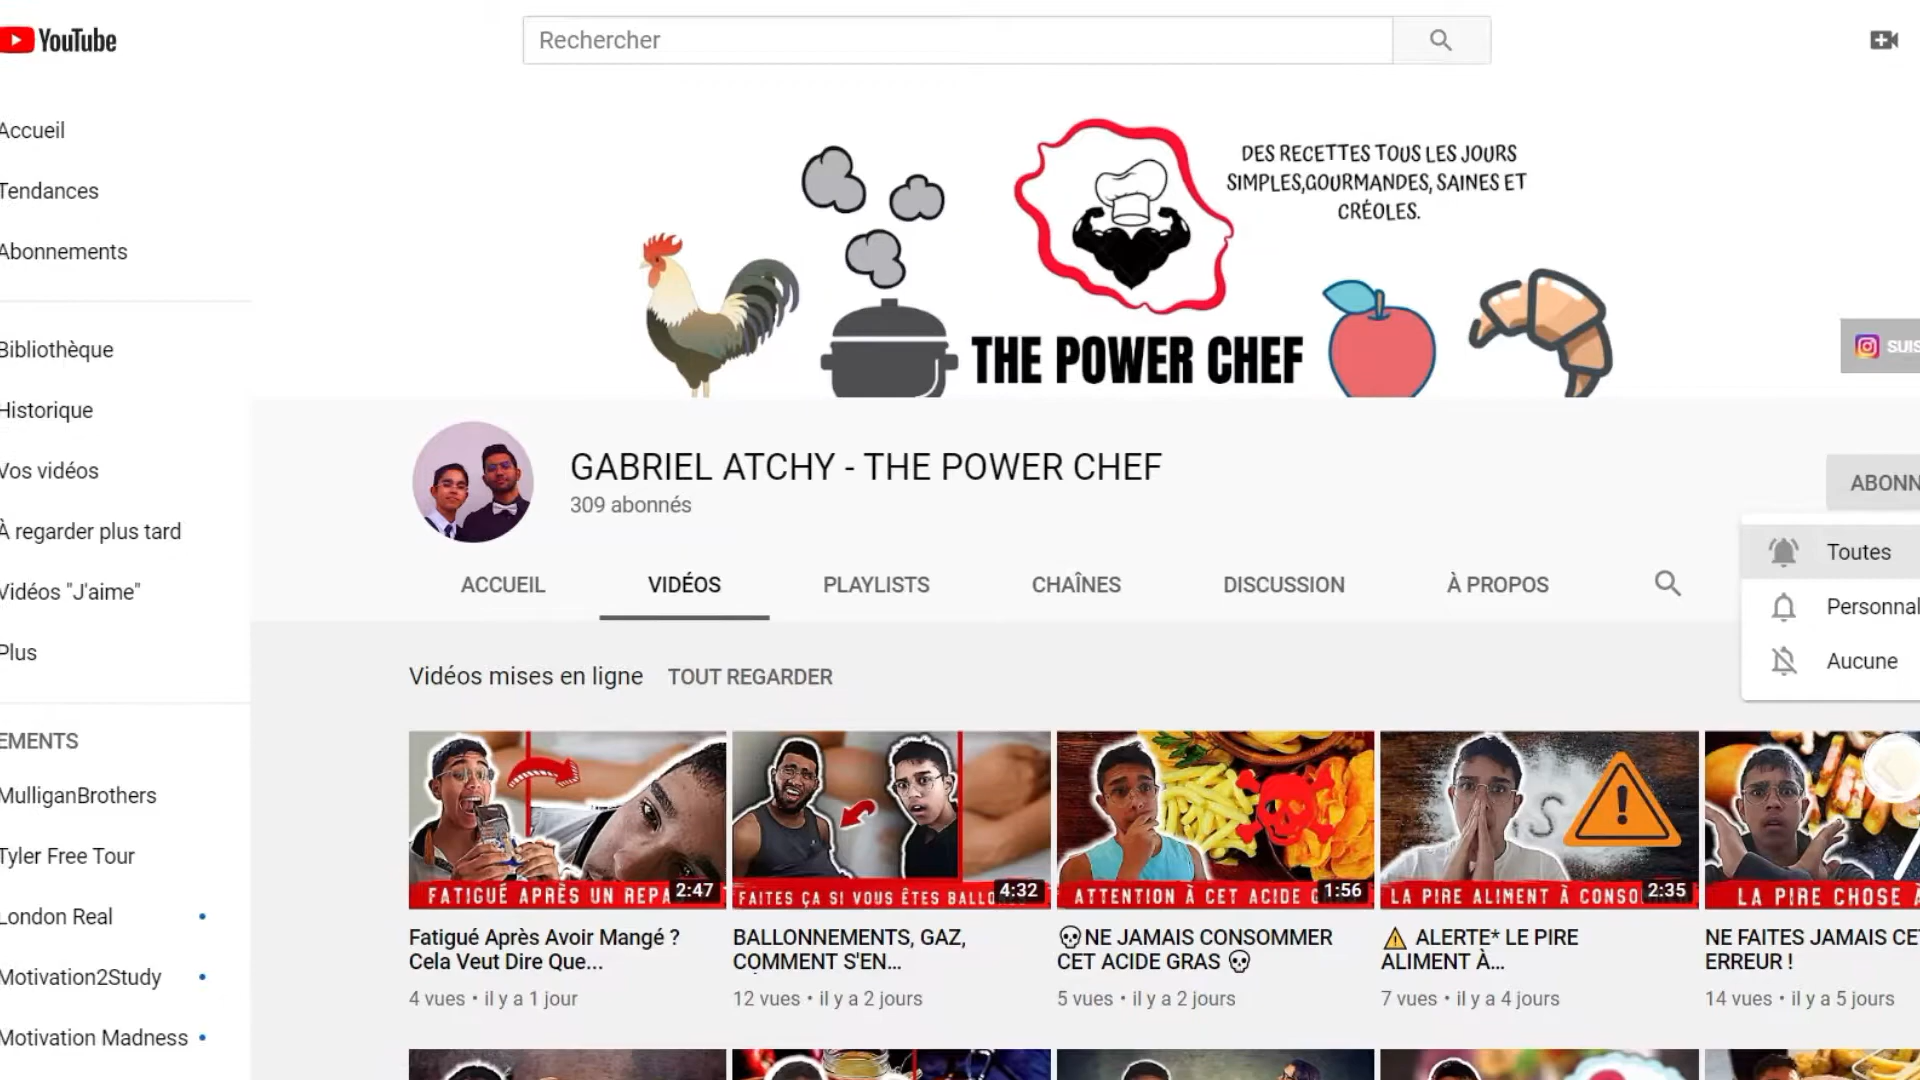 YouTube
Rechercher
Accueil
Tendances
Abonnements
Bibliothèque
Historique
Vos vidéos
À regarder plus tard
Vidéos "J'aime"
Plus
EMENTS
MulliganBrothers
Tyler Free Tour
London Real
Motivation2Study
Motivation Madness
DES RECETTES TOUS LES JOURS
SIMPLES,GOURMANDES, SAINES ET
CRÉOLES.
THE POWER CHEF
SUIS
GABRIEL ATCHY - THE POWER CHEF
309 abonnés
ABONN
Toutes
Personnal
Aucune
ACCUEIL VIDÉOS PLAYLISTS CHAÎNES DISCUSSION À PROPOS
Vidéos mises en ligne TOUT REGARDER
FATIGUÉ APRÈS UN REPA 2:47
Fatigué Après Avoir Mangé ?
Cela Veut Dire Que...
4 vues • il y a 1 jour
FAITES ÇA SI VOUS ÊTES BALLO 4:32
BALLONNEMENTS, GAZ,
COMMENT S'EN...
12 vues • il y a 2 jours
ATTENTION À CET ACIDE G 1:56
💀NE JAMAIS CONSOMMER
CET ACIDE GRAS 💀
5 vues • il y a 2 jours
LA PIRE ALIMENT À CONSO 2:35
⚠️ ALERTE* LE PIRE
ALIMENT À...
7 vues • il y a 4 jours
LA PIRE CHOSE À
NE FAITES JAMAIS CE
ERREUR !
14 vues • il y a 5 jours